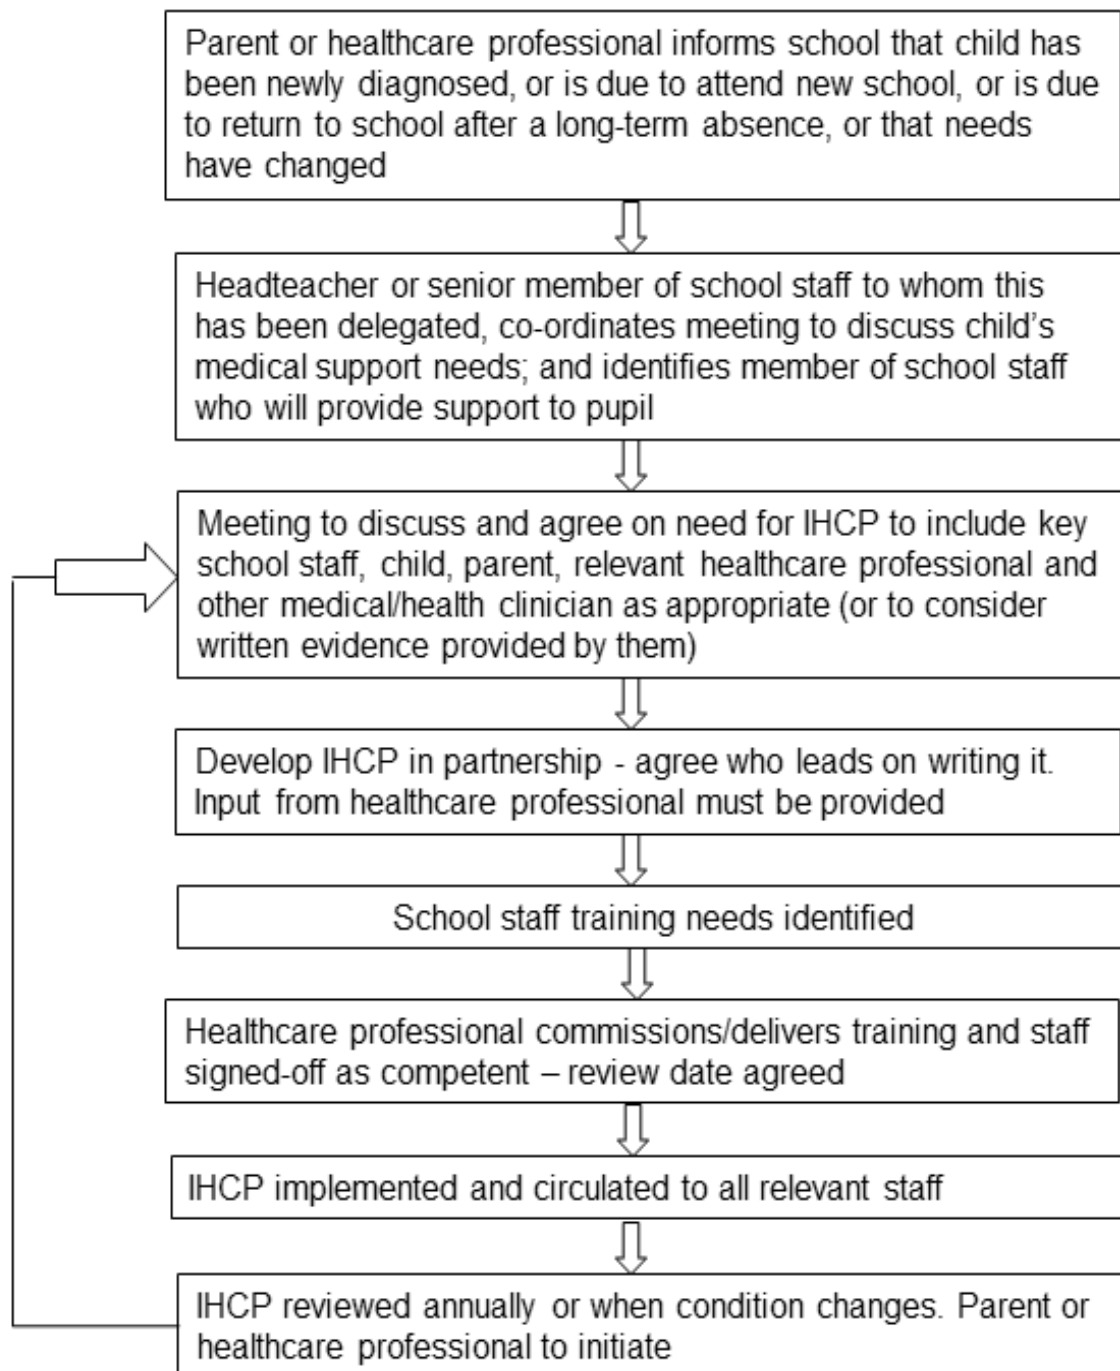 Parent or healthcare professional informs school that child has
been newly diagnosed, or is due to attend new school, or is due
to return to school after a long-term absence, or that needs
have changed
Headteacher or senior member of school staff to whom this
has been delegated, co-ordinates meeting to discuss child’s
medical support needs; and identifies member of school staff
who will provide support to pupil
Meeting to discuss and agree on need for IHCP to include key
school staff, child, parent, relevant healthcare professional and
other medical/health clinician as appropriate (or to consider
written evidence provided by them)
Develop IHCP in partnership - agree who leads on writing it.
Input from healthcare professional must be provided
School staff training needs identified
Healthcare professional commissions/delivers training and staff
signed-off as competent – review date agreed
IHCP implemented and circulated to all relevant staff
IHCP reviewed annually or when condition changes. Parent or
healthcare professional to initiate